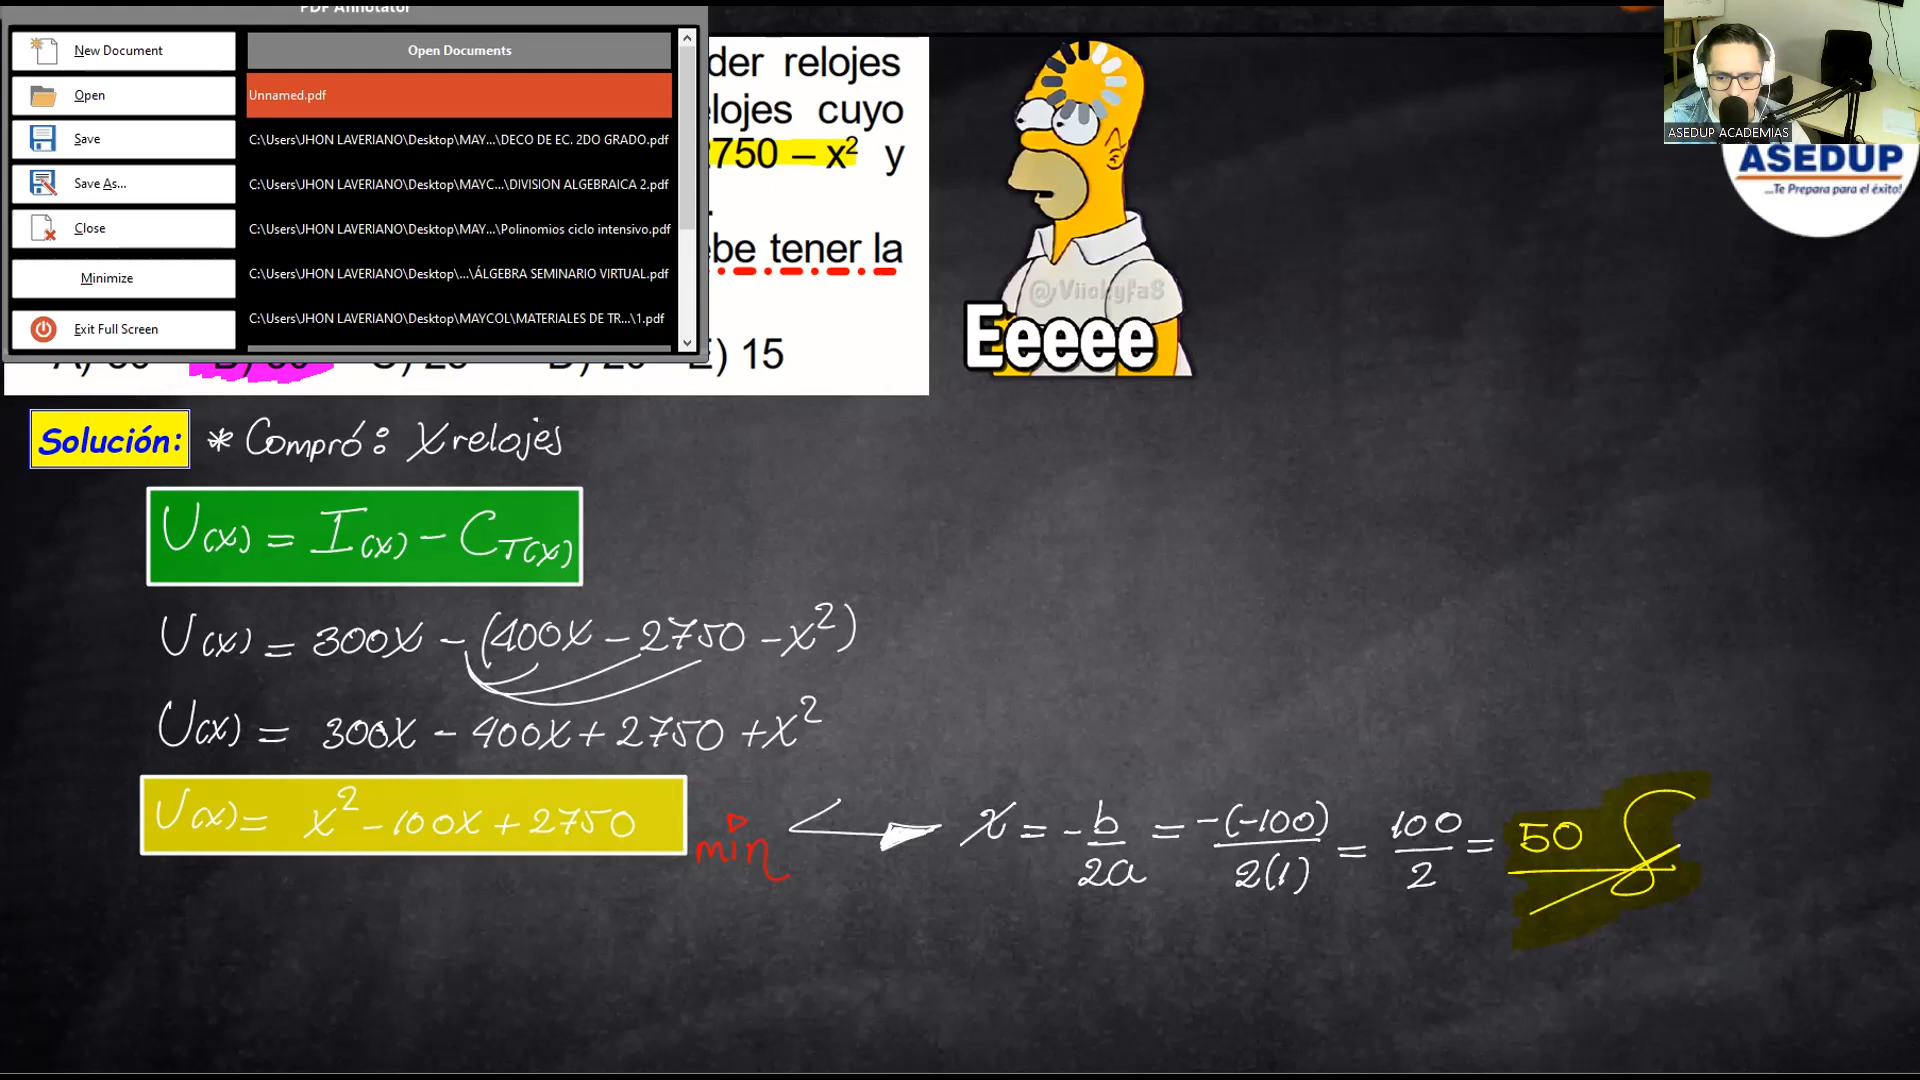 PDF Annotator
New Document
Open
Save
Save As...
Close
Minimize
Exit Full Screen
Open Documents
Unnamed.pdf
C:\Users\JHON LAVERIANO\Desktop\MAY...\DECO DE EC. 2DO GRADO.pdf
C:\Users\JHON LAVERIANO\Desktop\MAYC...\DIVISION ALGEBRAICA 2.pdf
C:\Users\JHON LAVERIANO\Desktop\MAY...\Polinomios ciclo intensivo.pdf
C:\Users\JHON LAVERIANO\Desktop\...\ÁLGEBRA SEMINARIO VIRTUAL.pdf
C:\Users\JHON LAVERIANO\Desktop\MAYCOL\MATERIALES DE TR...\1.pdf
der relojes
elojes cuyo
2750 – x² y
ebe tener la
E) 15
@Viickyfa8
Eeeee
ASEDUP ACADEMIAS
ASEDUP
...Te Prepara para el éxito!
Solución: * Compró: X relojes
U(x) = I(x) - CT(x)
U(x) = 300x - (400x - 2750 - x²)
U(x) = 300x - 400x + 2750 + x²
U(x) = x² - 100x + 2750
min
x = -b/2a = -(-100)/2(1) = 100/2 = 50